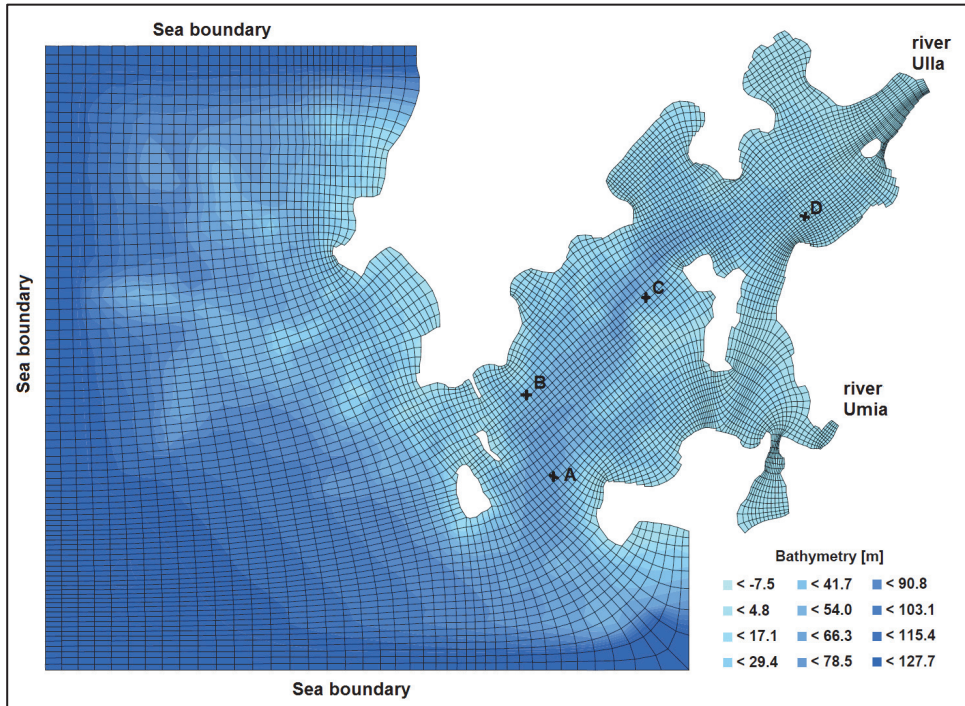 Sea boundary
river
Ulla
D
C
Sea boundary
B
river
Umia
A
Bathymetry [m]
< -7.5 < 41.7 < 90.8
< 4.8 < 54.0 < 103.1
< 17.1 < 66.3 < 115.4
< 29.4 < 78.5 < 127.7
Sea boundary